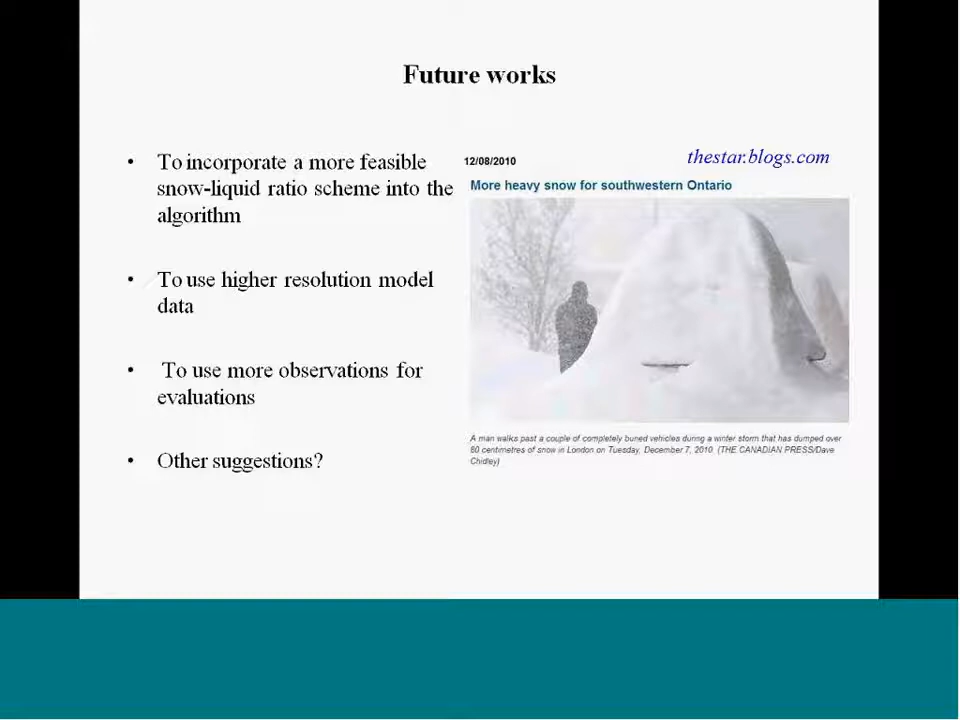 Future works
• To incorporate a more feasible
snow-liquid ratio scheme into the
algorithm
• To use higher resolution model
data
• To use more observations for
evaluations
• Other suggestions?
12/08/2010
thestar.blogs.com
More heavy snow for southwestern Ontario
A man walks past a couple of completely buried vehicles during a winter storm that has dumped over
80 centimetres of snow in London on Tuesday, December 7, 2010 (THE CANADIAN PRESS/Dave
Chidley)